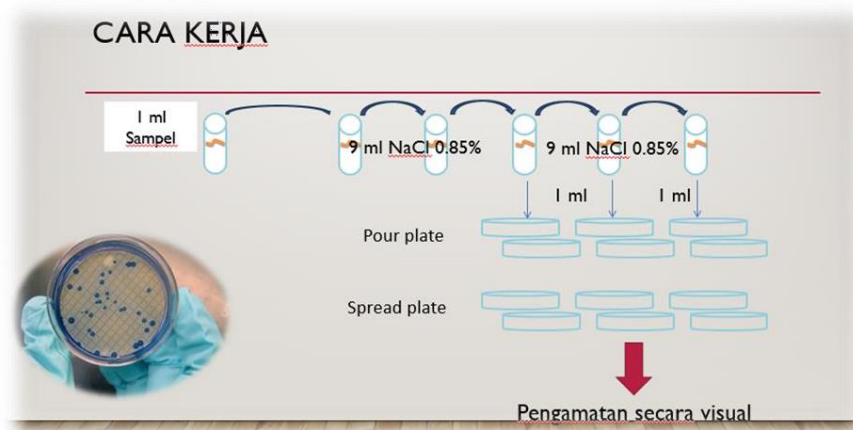 CARA KERJA
1 ml
Sampel
9 ml NaCl 0.85%
9 ml NaCl 0.85%
1 ml
1 ml
Pour plate
Spread plate
Pengamatan secara visual